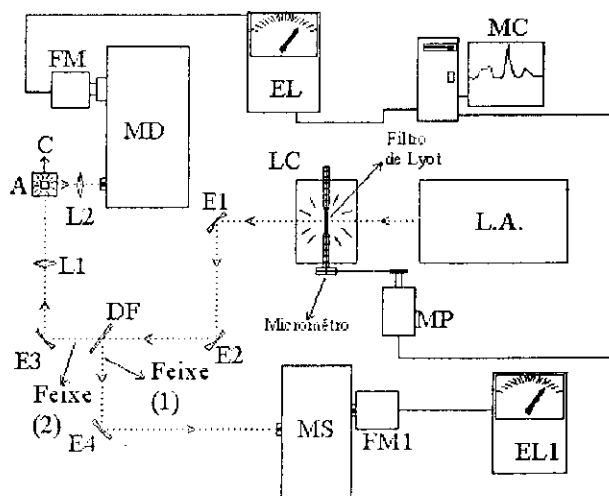 FM
MD
EL
MC
C
A
L2
E1
LC
Filtro
de Lyot
L.A.
L1
DF
E3
E2
Micrométro
MP
Feixe
(2)
Feixe
(1)
E4
MS
FM1
EL1